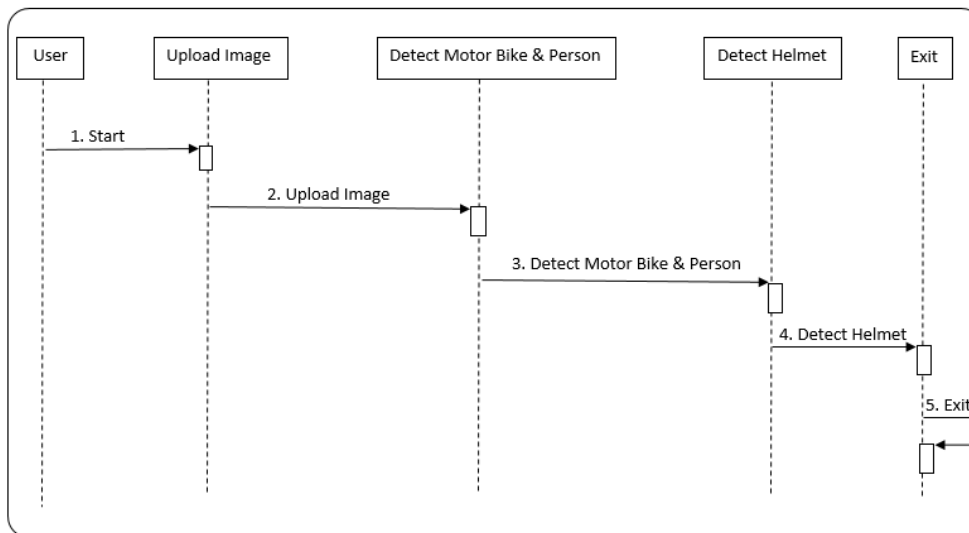 User
Upload Image
Detect Motor Bike & Person
Detect Helmet
Exit
1. Start
2. Upload Image
3. Detect Motor Bike & Person
4. Detect Helmet
5. Exit